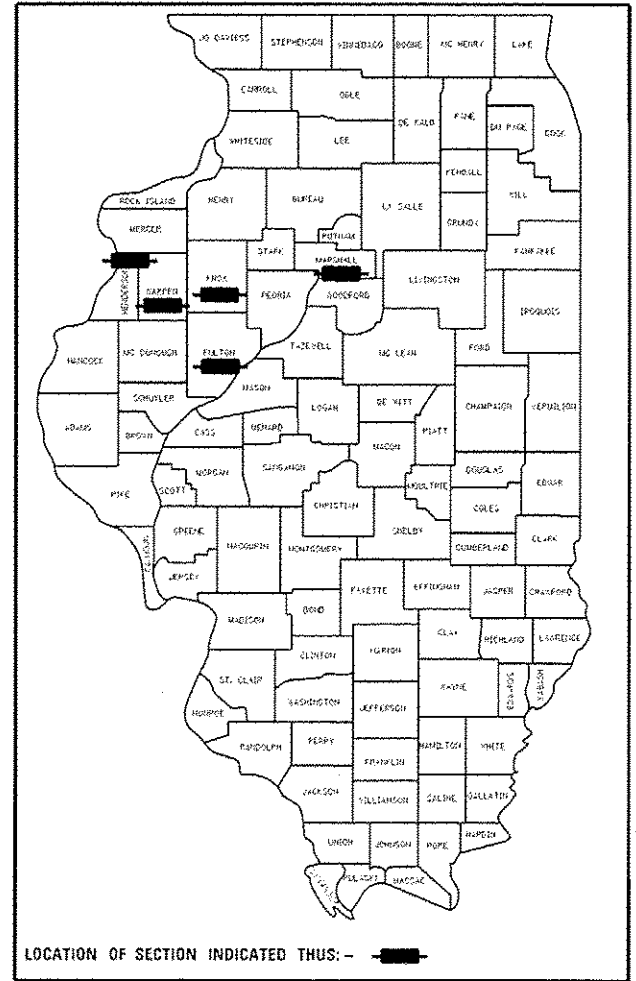 JO DAVIESS STEPHENSON WINNEBAGO BOONE MC HENRY LAKE
CARROLL OGLE
DE KALB KANE DU PAGE COOK
WHITESIDE LEE
KENDALL WILL
ROCK ISLAND HENRY BUREAU LA SALLE GRUNDY
MERCER PUTNAM
STARK MARSHALL KANKAKEE
HENDERSON WARREN KNOX PEORIA WOODFORD LIVINGSTON
IROQUOIS
TAZEWELL FORD
HANCOCK MC DONOUGH FULTON MC LEAN
MASON
SCHUYLER LOGAN DE WITT CHAMPAIGN VERMILION
ADAMS BROWN CASS MENARD PIATT
MACON
MORGAN SANGAMON DOUGLAS
PIKE SCOTT MOULTRIE EDGAR
CHRISTIAN COLES
GREENE SHELBY
CALHOUN MACOUPIN MONTGOMERY CUMBERLAND CLARK
JERSEY
FAYETTE EFFINGHAM JASPER CRAWFORD
BOND
MADISON CLAY
CLINTON MARION RICHLAND LAWRENCE
ST. CLAIR
WAYNE EDWARDS WABASH
MONROE WASHINGTON JEFFERSON
RANDOLPH PERRY HAMILTON WHITE
FRANKLIN
JACKSON WILLIAMSON SALINE GALLATIN
UNION JOHNSON POPE HARDIN
PULASKI MASSAC
LOCATION OF SECTION INDICATED THUS: -